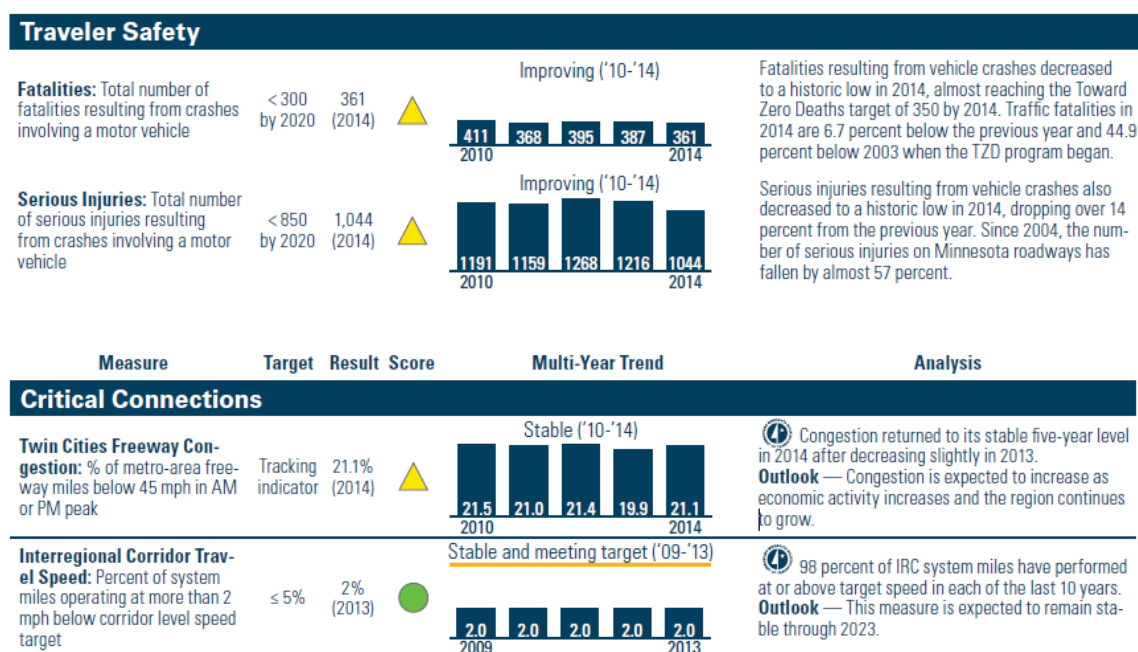 Traveler Safety
Fatalities: Total number of
fatalities resulting from crashes
involving a motor vehicle
< 300
by 2020
361
(2014)
Improving ('10-'14)
411 368 395 387 361
2010 2014
Fatalities resulting from vehicle crashes decreased
to a historic low in 2014, almost reaching the Toward
Zero Deaths target of 350 by 2014. Traffic fatalities in
2014 are 6.7 percent below the previous year and 44.9
percent below 2003 when the TZD program began.
Serious Injuries: Total number
of serious injuries resulting
from crashes involving a motor
vehicle
< 850
by 2020
1,044
(2014)
Improving ('10-'14)
1191 1159 1268 1216 1044
2010 2014
Serious injuries resulting from vehicle crashes also
decreased to a historic low in 2014, dropping over 14
percent from the previous year. Since 2004, the num-
ber of serious injuries on Minnesota roadways has
fallen by almost 57 percent.
Measure Target Result Score Multi-Year Trend Analysis
Critical Connections
Twin Cities Freeway Con-
gestion: % of metro-area free-
way miles below 45 mph in AM
or PM peak
Tracking
indicator
21.1%
(2014)
Stable ('10-'14)
21.5 21.0 21.4 19.9 21.1
2010 2014
Congestion returned to its stable five-year level
in 2014 after decreasing slightly in 2013.
Outlook — Congestion is expected to increase as
economic activity increases and the region continues
to grow.
Interregional Corridor Trav-
el Speed: Percent of system
miles operating at more than 2
mph below corridor level speed
target
≤ 5%
2%
(2013)
Stable and meeting target ('09-'13)
2.0 2.0 2.0 2.0 2.0
2009 2013
98 percent of IRC system miles have performed
at or above target speed in each of the last 10 years.
Outlook — This measure is expected to remain sta-
ble through 2023.